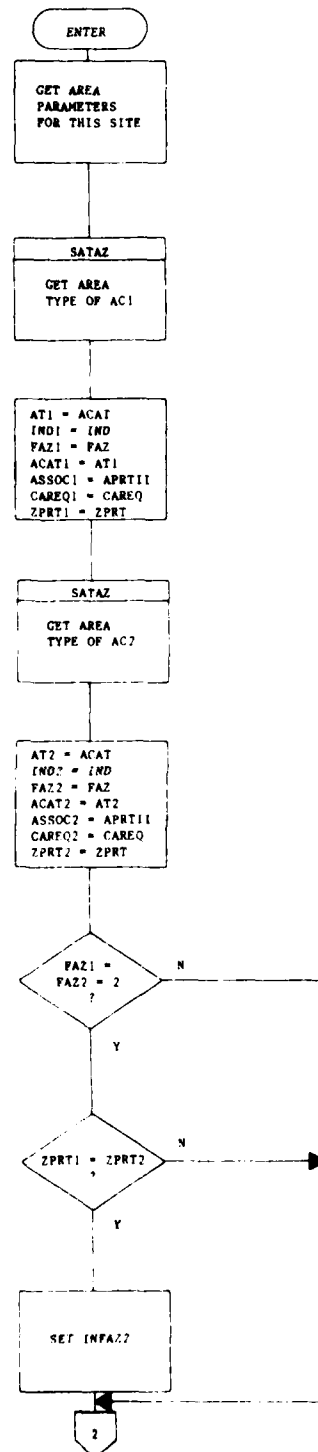 ENTER
GET AREA
PARAMETERS
FOR THIS SITE
SATAZ
GET AREA
TYPE OF AC1
AT1 = ACAT
IND1 = IND
FAZ1 = FAZ
ACAT1 = AT1
ASSOC1 = APRTII
CAREQ1 = CAREQ
ZPRT1 = ZPRT
SATAZ
GET AREA
TYPE OF AC2
AT2 = ACAT
IND2 = IND
FAZ2 = FAZ
ACAT2 = AT2
ASSOC2 = APRTII
CAREQ2 = CAREQ
ZPRT2 = ZPRT
FAZ1 =
FAZ2 = 2
?
N
Y
ZPRT1 = ZPRT2
?
N
Y
SET INFAZ2
2